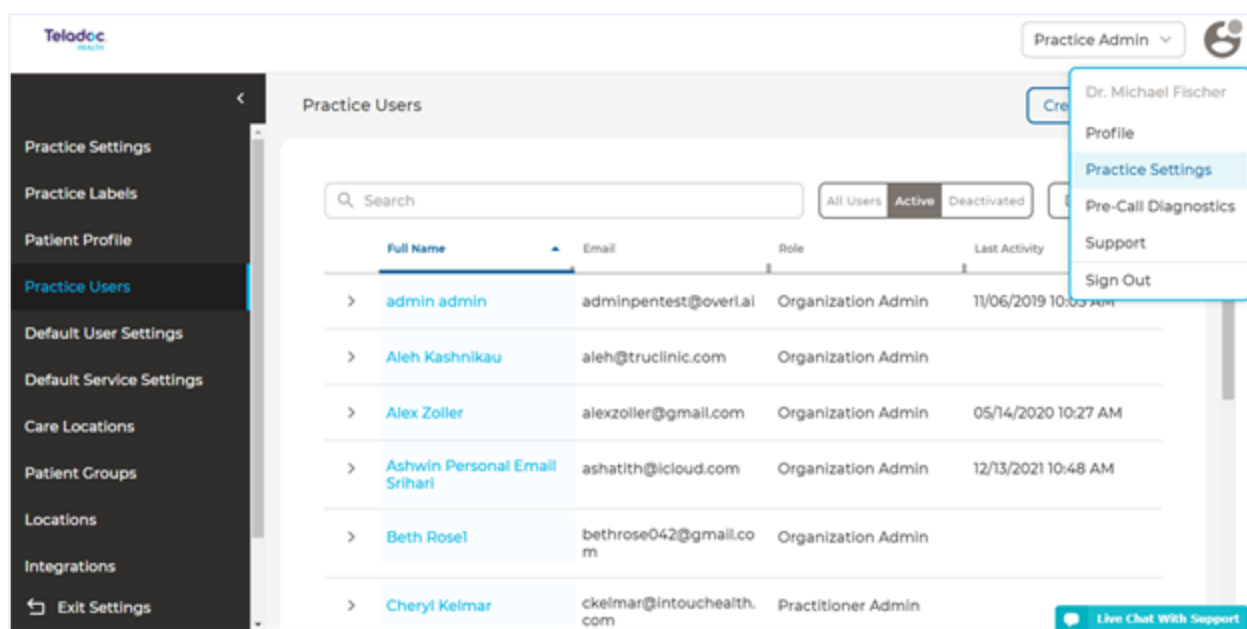 Teladoc.
HEALTH
Practice Admin
Dr. Michael Fischer
Profile
Practice Settings
Pre-Call Diagnostics
Support
Sign Out
Practice Settings
Practice Labels
Patient Profile
Practice Users
Default User Settings
Default Service Settings
Care Locations
Patient Groups
Locations
Integrations
Exit Settings
Practice Users
Cre
Search
All Users Active Deactivated
Full Name Email Role Last Activity
admin admin adminpentest@overl.ai Organization Admin 11/06/2019 10:05 AM
Aleh Kashnikau aleh@truclinic.com Organization Admin
Alex Zoller alexzoller@gmail.com Organization Admin 05/14/2020 10:27 AM
Ashwin Personal Email
Srihari ashatith@icloud.com Organization Admin 12/13/2021 10:48 AM
Beth Rose1 bethrose042@gmail.co
m Organization Admin
Cheryl Kelmar ckelmar@intouchealth.
com Practitioner Admin
Live Chat With Support